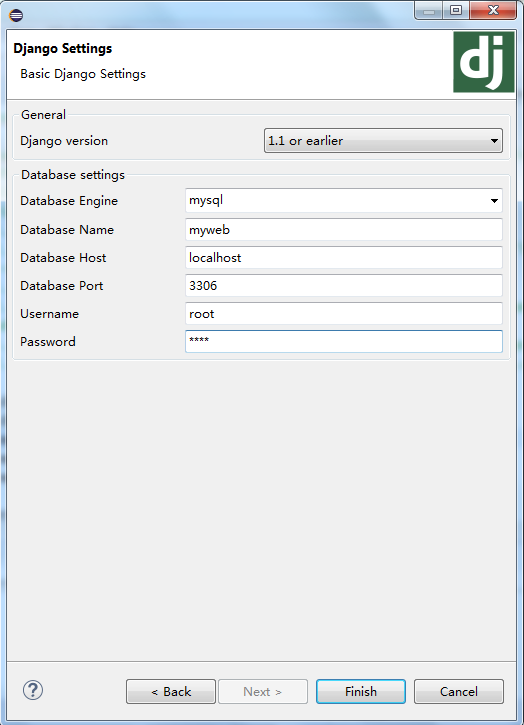 Django Settings
Basic Django Settings
dj
General
Django version 1.1 or earlier
Database settings
Database Engine mysql
Database Name myweb
Database Host localhost
Database Port 3306
Username root
Password ****
? < Back Next > Finish Cancel